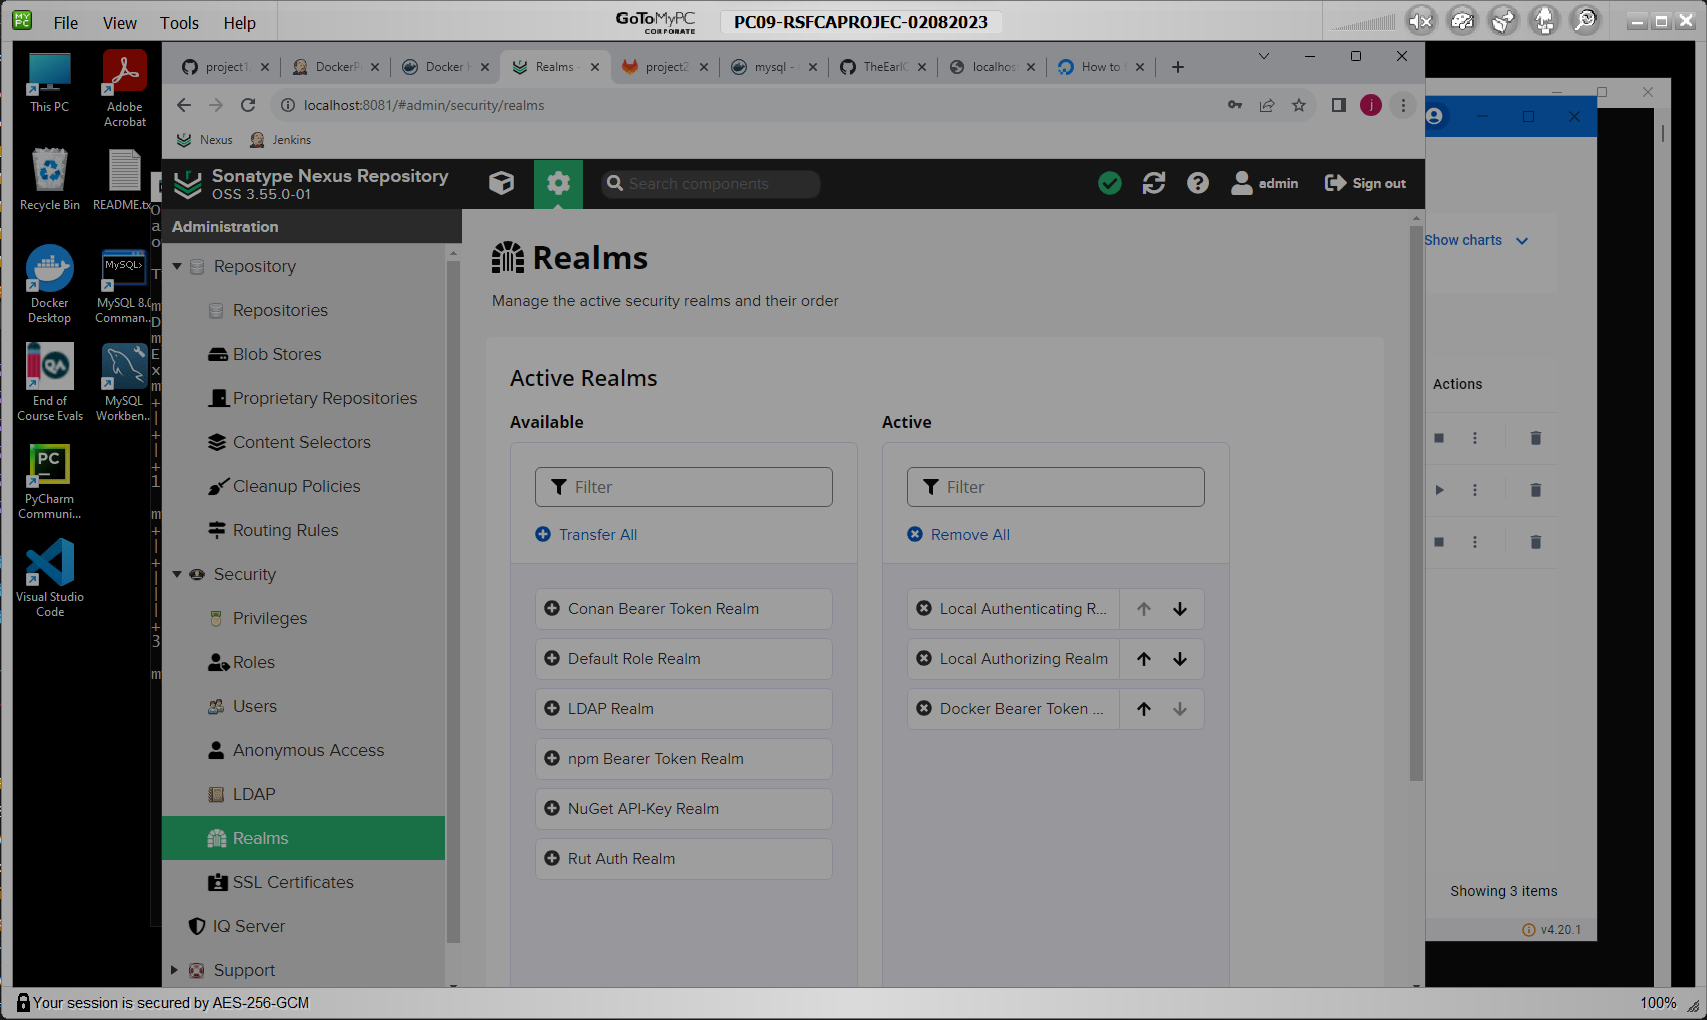 File View Tools Help
GoToMyPC
CORPORATE
PC09-RSFCAPROJEC-02082023
This PC
Adobe
Acrobat
Recycle Bin
README.tx
Docker
Desktop
MySQL 8.0
Comman...
End of
Course Evals
MySQL
Workben...
PyCharm
Communi...
Visual Studio
Code
project1
DockerP
Docker
Realms -
project2
mysql -
TheEarlC
localhos
How to
localhost:8081/#admin/security/realms
Nexus
Jenkins
Sonatype Nexus Repository
OSS 3.55.0-01
Search components
admin
Sign out
Administration
Repository
Repositories
Blob Stores
Proprietary Repositories
Content Selectors
Cleanup Policies
Routing Rules
Security
Privileges
Roles
Users
Anonymous Access
LDAP
Realms
SSL Certificates
IQ Server
Support
Realms
Manage the active security realms and their order
Active Realms
Available
Filter
Transfer All
Conan Bearer Token Realm
Default Role Realm
LDAP Realm
npm Bearer Token Realm
NuGet API-Key Realm
Rut Auth Realm
Active
Filter
Remove All
Local Authenticating R...
Local Authorizing Realm
Docker Bearer Token ...
Show charts
Actions
Showing 3 items
v4.20.1
Your session is secured by AES-256-GCM
100%